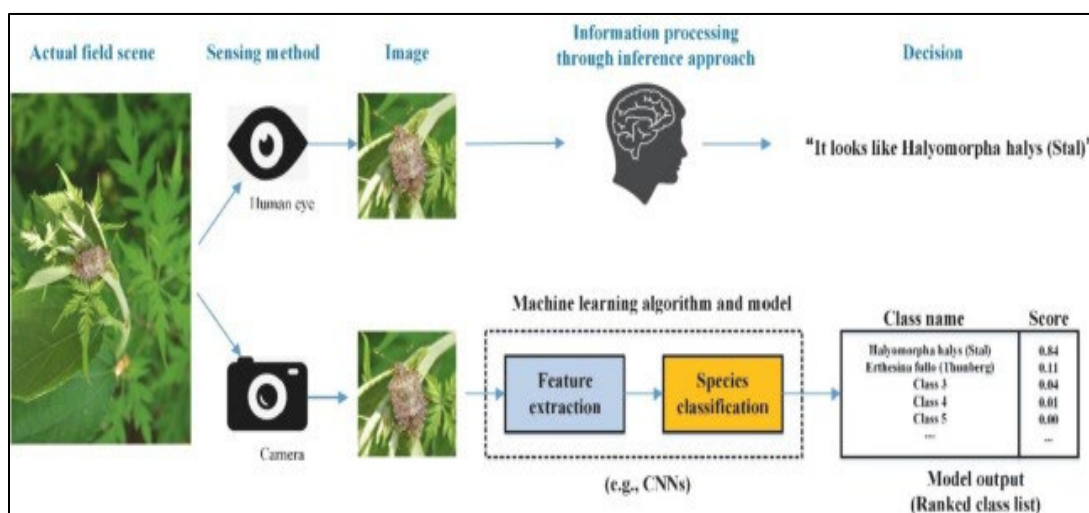 Actual field scene
Sensing method
Image
Information processing
through inference approach
Decision
Human eye
"It looks like Halyomorpha halys (Stal)"
Camera
Machine learning algorithm and model
Feature
extraction
Species
classification
(e.g., CNNs)
Class name Score
Halyomorpha halys (Stal) 0.84
Erthesina fullo (Thunberg) 0.11
Class 3 0.04
Class 4 0.01
Class 5 0.00
... ...
Model output
(Ranked class list)